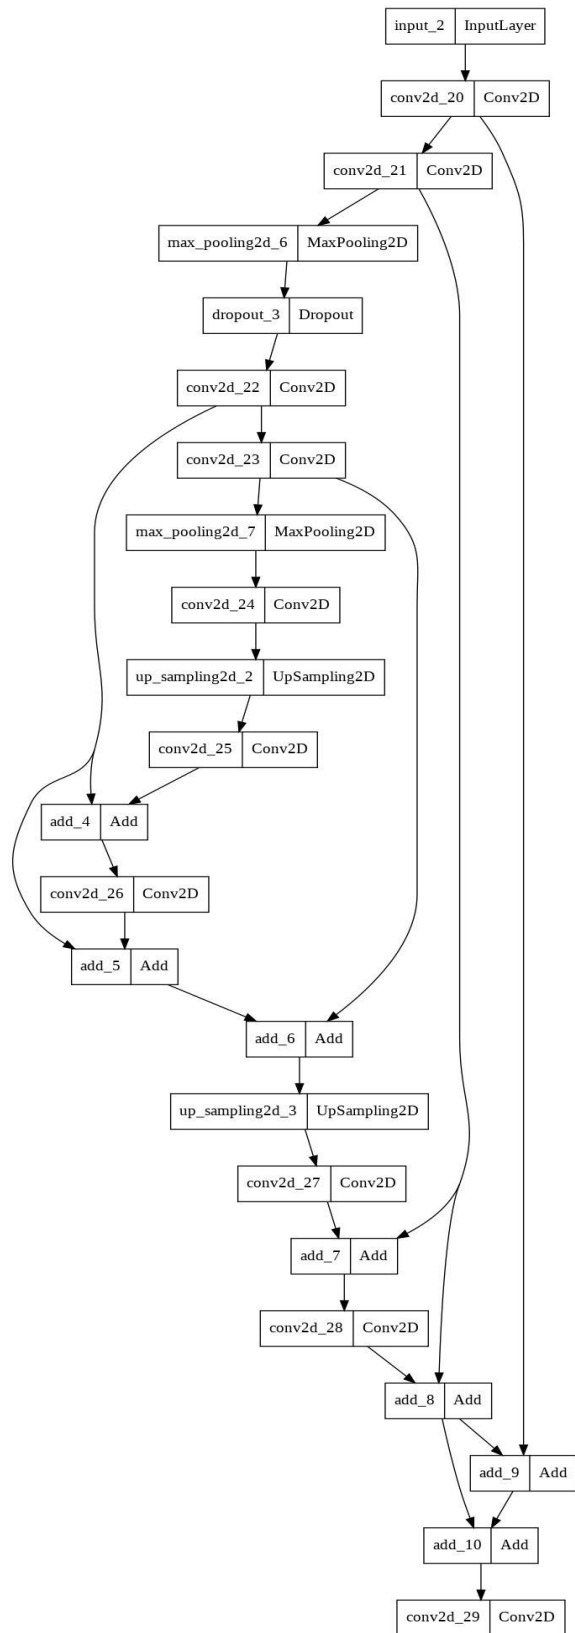 input_2 InputLayer
conv2d_20 Conv2D
conv2d_21 Conv2D
max_pooling2d_6 MaxPooling2D
dropout_3 Dropout
conv2d_22 Conv2D
conv2d_23 Conv2D
max_pooling2d_7 MaxPooling2D
conv2d_24 Conv2D
up_sampling2d_2 UpSampling2D
conv2d_25 Conv2D
add_4 Add
conv2d_26 Conv2D
add_5 Add
add_6 Add
up_sampling2d_3 UpSampling2D
conv2d_27 Conv2D
add_7 Add
conv2d_28 Conv2D
add_8 Add
add_9 Add
add_10 Add
conv2d_29 Conv2D